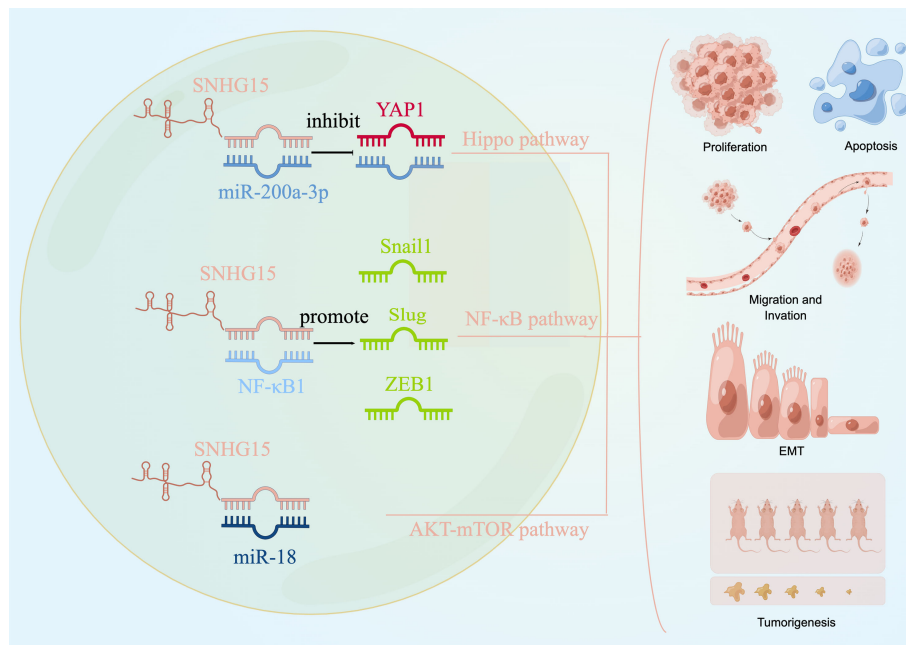 SNHG15
inhibit
YAP1
Hippo pathway
miR-200a-3p
SNHG15
promote
Snail1
Slug
NF-κB pathway
NF-κB1
ZEB1
SNHG15
AKT-mTOR pathway
miR-18
Proliferation
Apoptosis
Migration and
Invation
EMT
Tumorigenesis